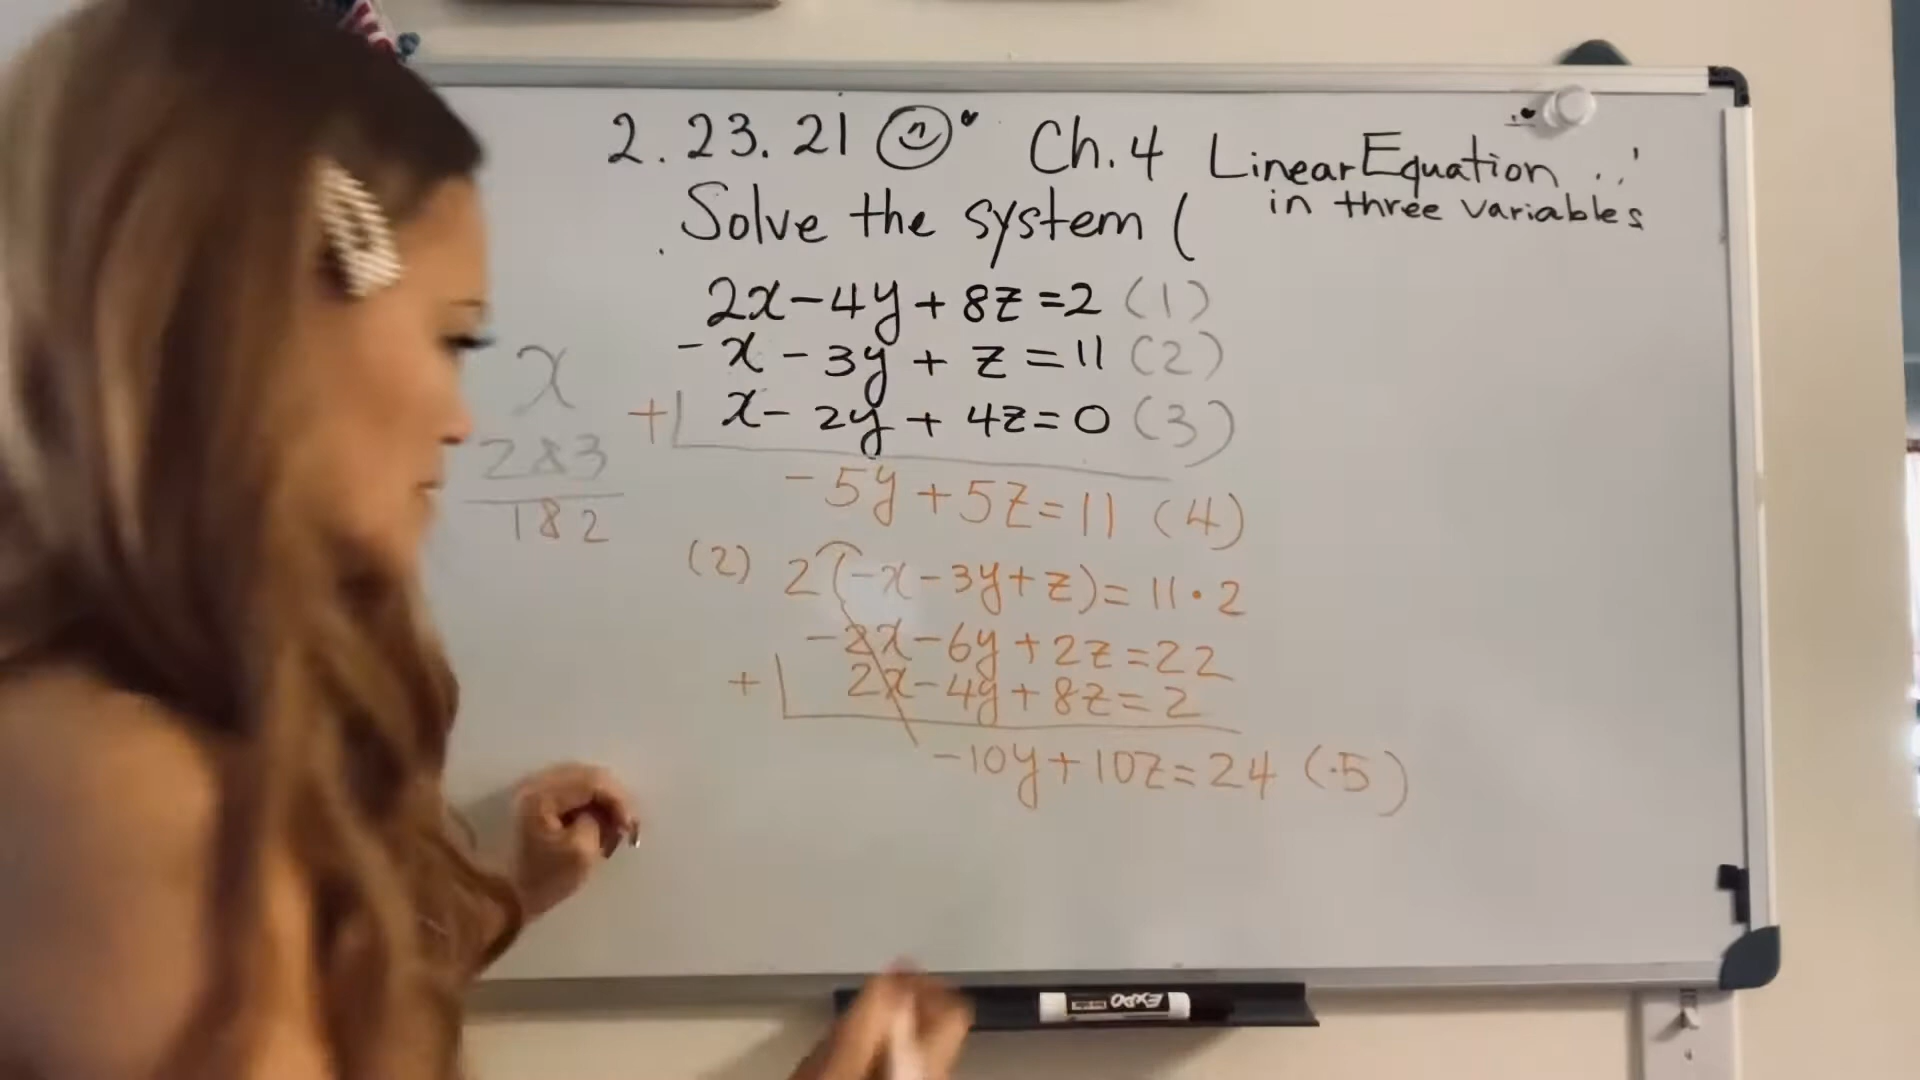 2.23.21 Ch.4 Linear Equation
in three variables
Solve the system (
2x-4y+8z=2 (1)
-x-3y+z=11 (2)
+ x-2y+4z=0 (3)
x
2&3
1&2
-5y+5z=11 (4)
(2) 2(-x-3y+z)=11·2
-2x-6y+2z=22
+ 2x-4y+8z=2
-10y+10z=24 (5)
EXPO